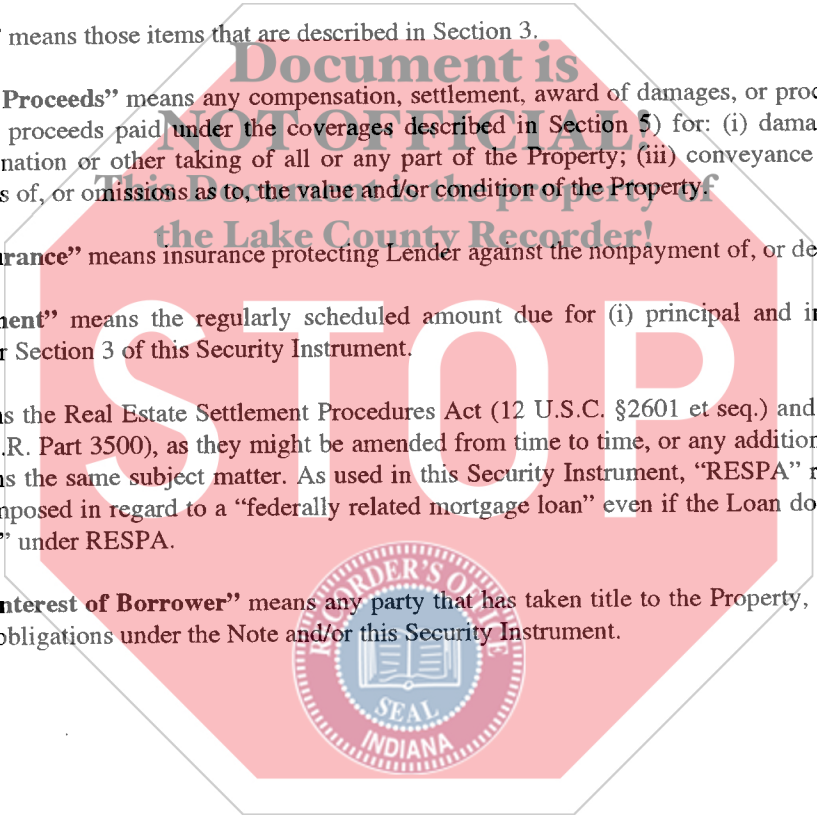 ” means those items that are described in Section 3.
Document is
Proceeds” means any compensation, settlement, award of damages, or proc
proceeds paid under the coverages described in Section 5) for: (i) dama
NOT OFFICIAL!
nation or other taking of all or any part of the Property; (iii) conveyance
s of, or omissions as to, the value and/or condition of the Property.
This Document is the property of
the Lake County Recorder!
rance” means insurance protecting Lender against the nonpayment of, or de
nent” means the regularly scheduled amount due for (i) principal and in
r Section 3 of this Security Instrument.
STOP
s the Real Estate Settlement Procedures Act (12 U.S.C. §2601 et seq.) and
.R. Part 3500), as they might be amended from time to time, or any addition
ns the same subject matter. As used in this Security Instrument, “RESPA” r
nposed in regard to a “federally related mortgage loan” even if the Loan do
” under RESPA.
nterest of Borrower” means any party that has taken title to the Property,
obligations under the Note and/or this Security Instrument.
RECORDER'S OFFICE
SEAL
INDIANA